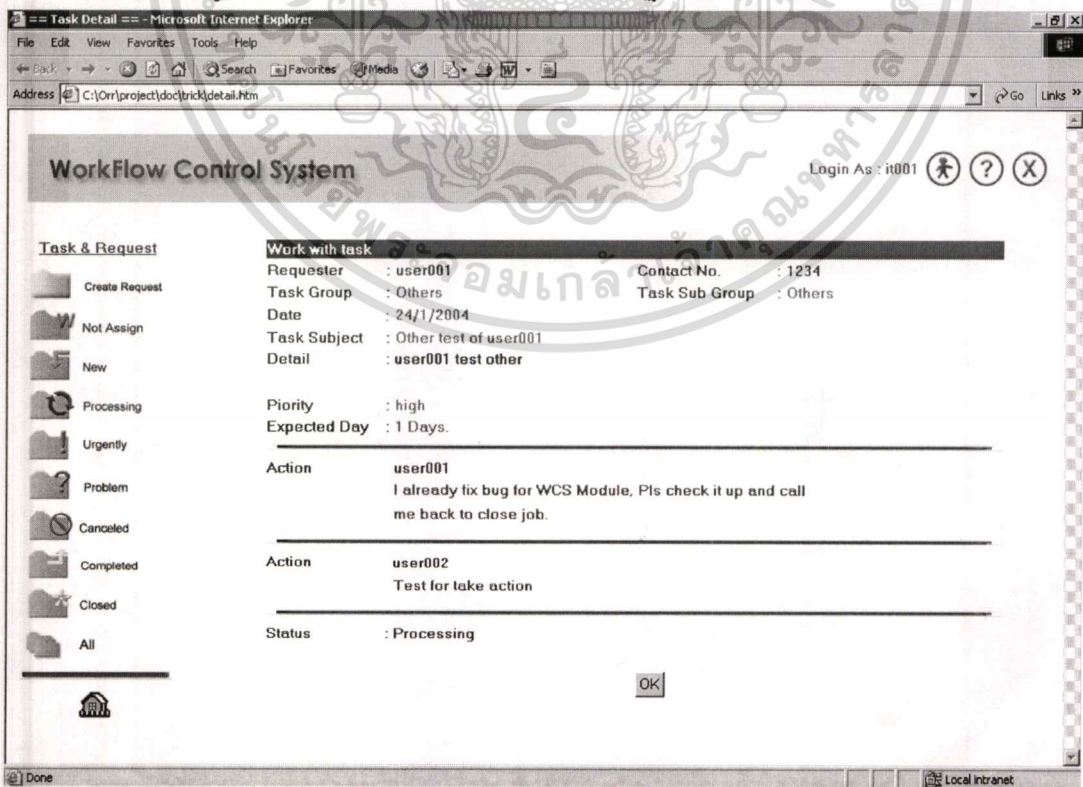 == Task Detail == - Microsoft Internet Explorer
File Edit View Favorites Tools Help
Back Search Favorites Media
Address C:\Orr\project\doc\trick\detail.htm Go Links »
WorkFlow Control System
Login As : it001
Task & Request
Create Request
Not Assign
New
Processing
Urgently
Problem
Canceled
Completed
Closed
All
Work with task
Requester : user001 Contact No. : 1234
Task Group : Others Task Sub Group : Others
Date : 24/1/2004
Task Subject : Other test of user001
Detail : user001 test other
Piority : high
Expected Day : 1 Days.
Action user001
I already fix bug for WCS Module, Pls check it up and call
me back to close job.
Action user002
Test for take action
Status : Processing
OK
Done Local intranet